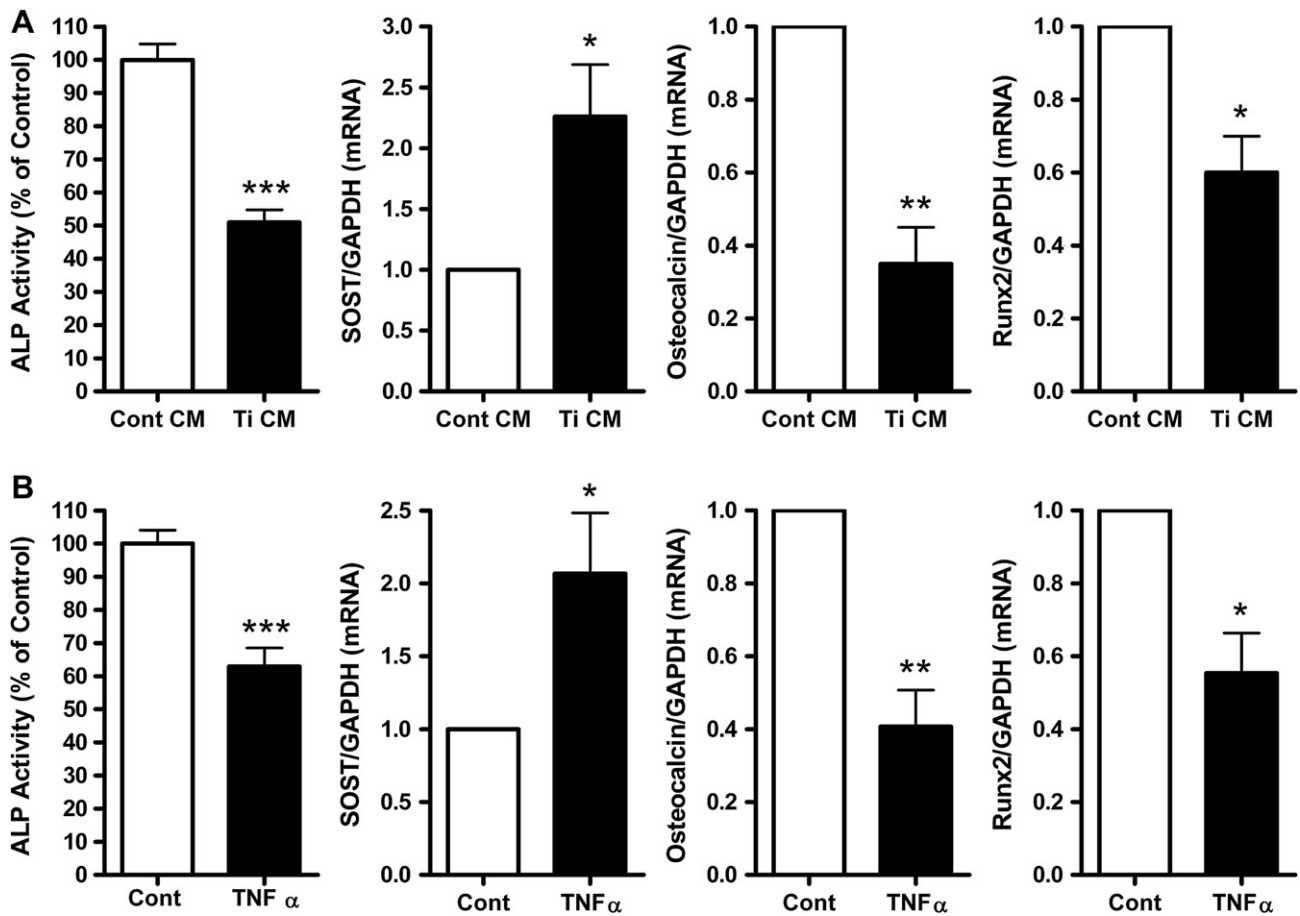 A
ALP Activity (% of Control)
110
100
90
80
70
60
50
40
30
20
10
0
***
Cont CM
Ti CM
SOST/GAPDH (mRNA)
3.0
2.5
2.0
1.5
1.0
0.5
0.0
*
Cont CM
Ti CM
Osteocalcin/GAPDH (mRNA)
1.0
0.8
0.6
0.4
0.2
0.0
**
Cont CM
Ti CM
Runx2/GAPDH (mRNA)
1.0
0.8
0.6
0.4
0.2
0.0
*
Cont CM
Ti CM
B
ALP Activity (% of Control)
110
100
90
80
70
60
50
40
30
20
10
0
***
Cont
TNF α
SOST/GAPDH (mRNA)
2.5
2.0
1.5
1.0
0.5
0.0
*
Cont
TNFα
Osteocalcin/GAPDH (mRNA)
1.0
0.8
0.6
0.4
0.2
0.0
**
Cont
TNFα
Runx2/GAPDH (mRNA)
1.0
0.8
0.6
0.4
0.2
0.0
*
Cont
TNFα